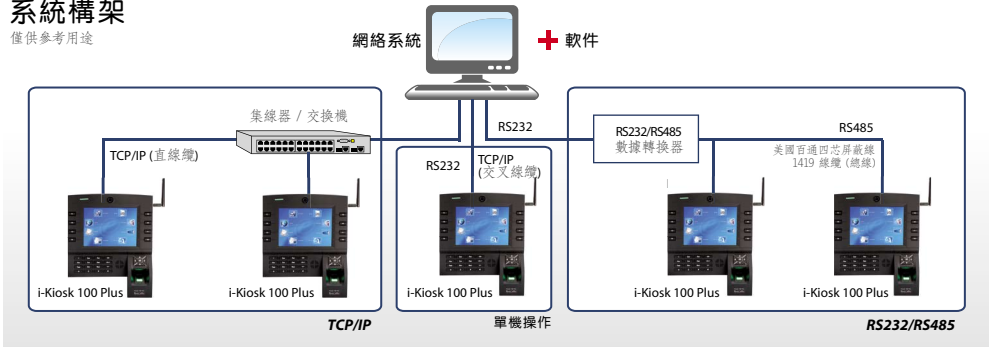 系統構架
僅供參考用途
網絡系統
軟件
集線器 / 交換機
TCP/IP (直線纜)
i-Kiosk 100 Plus
i-Kiosk 100 Plus
TCP/IP
RS232
TCP/IP
(交叉線纜)
i-Kiosk 100 Plus
單機操作
RS232
RS232/RS485
數據轉換器
RS485
美國百通四芯屏蔽線
1419 線纜 (總線)
i-Kiosk 100 Plus
i-Kiosk 100 Plus
RS232/RS485